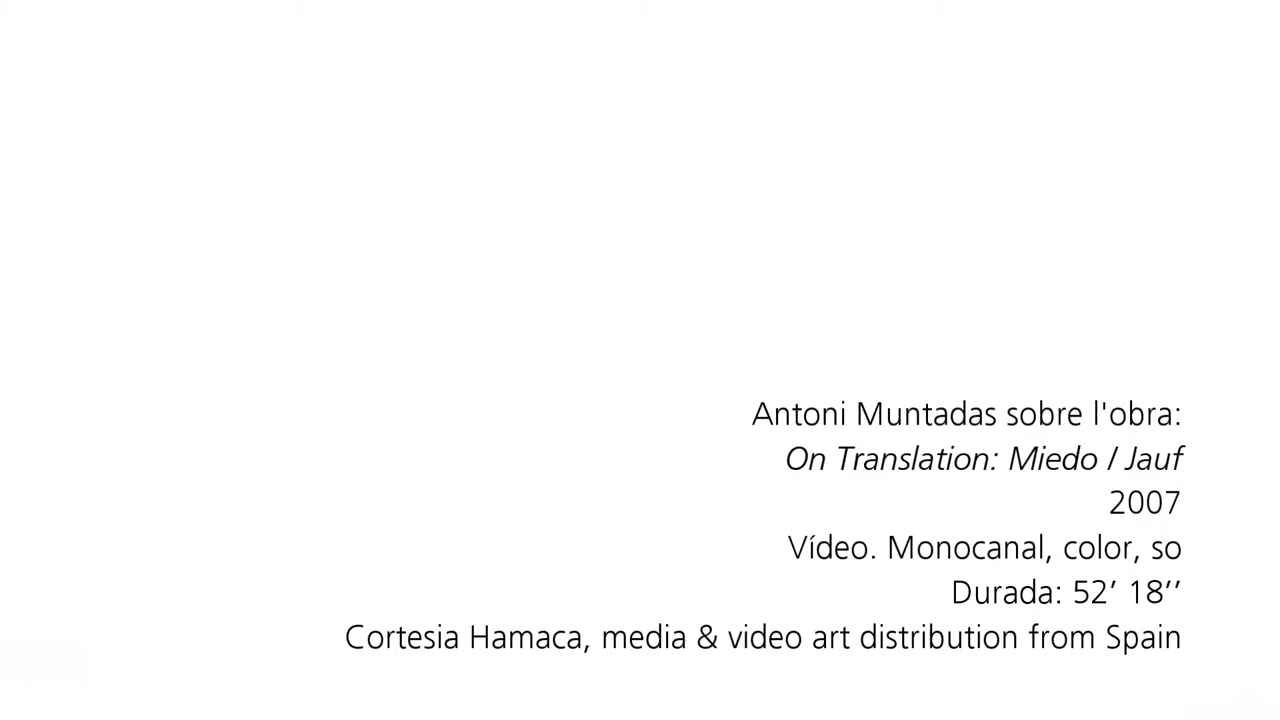 Antoni Muntadas sobre l'obra:
On Translation: Miedo / Jauf
2007
Vídeo. Monocanal, color, so
Durada: 52’ 18’’
Cortesia Hamaca, media & video art distribution from Spain